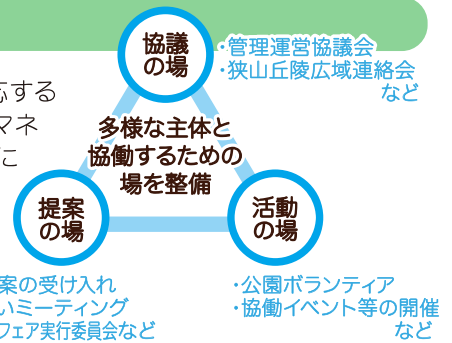 協議
の場
・管理運営協議会
・狭山丘陵広域連絡会
など
応する
マネ
に
多様な主体と
協働するための
場を整備
提案
の場
活動
の場
案の受け入れ
いミーティング
フェア実行委員会など
・公園ボランティア
・協働イベント等の開催
など